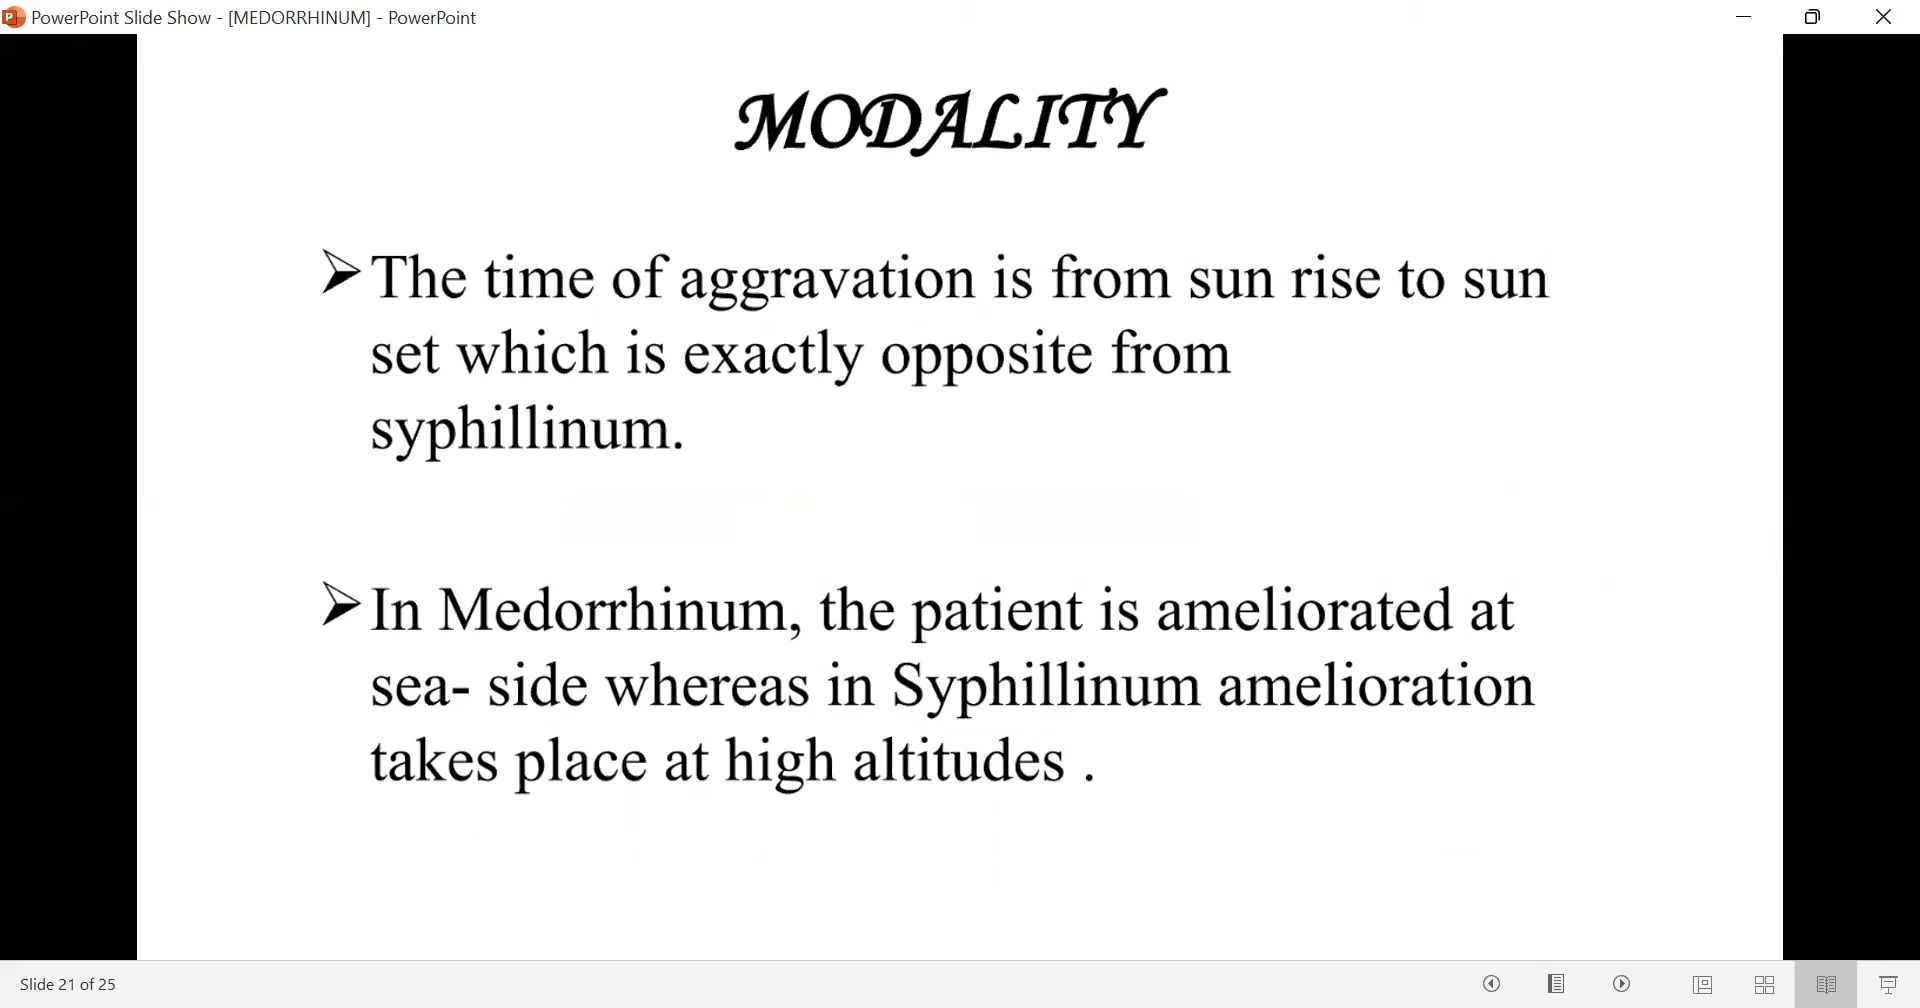 PowerPoint Slide Show - [MEDORRHINUM] - PowerPoint
MODALITY
The time of aggravation is from sun rise to sun
set which is exactly opposite from
syphillinum.
In Medorrhinum, the patient is ameliorated at
sea- side whereas in Syphillinum amelioration
takes place at high altitudes .
Slide 21 of 25